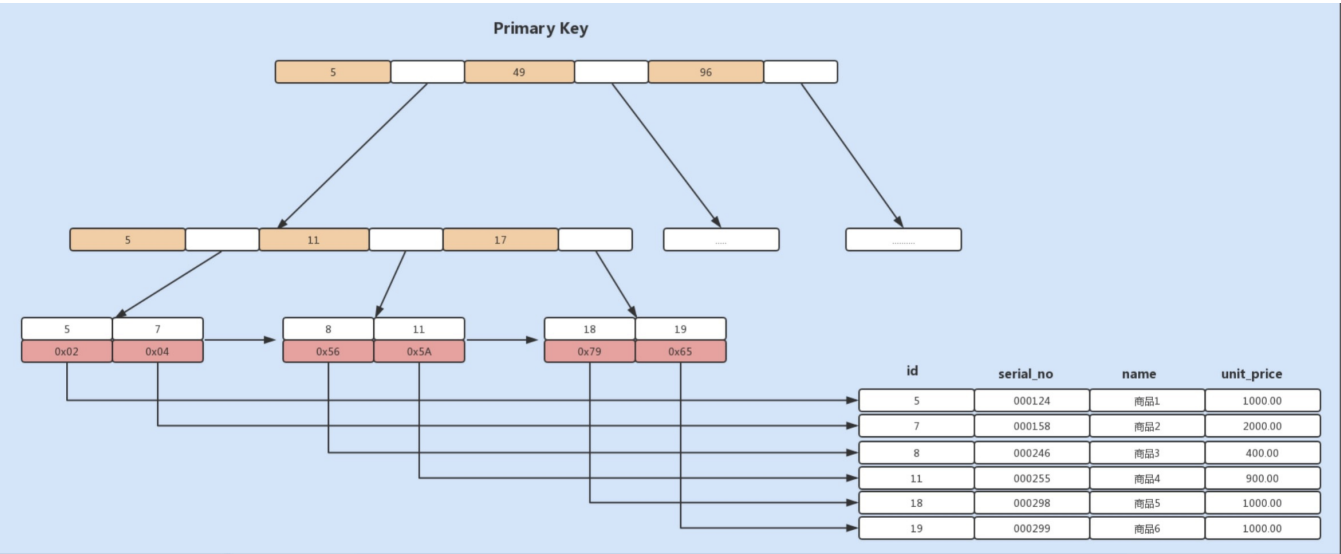 Primary Key
5 49 96
5 11 17 ..... ..........
5 7 8 11 18 19
0x02 0x04 0x56 0x5A 0x79 0x65
id serial_no name unit_price
5 000124 商品1 1000.00
7 000158 商品2 2000.00
8 000246 商品3 400.00
11 000255 商品4 900.00
18 000298 商品5 1000.00
19 000299 商品6 1000.00